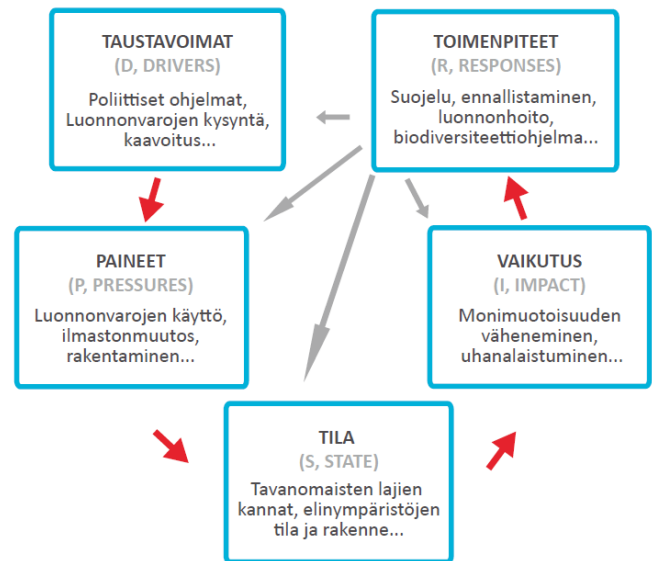 TAUSTAVOIMAT
(D, DRIVERS)
Poliittiset ohjelmat,
Luonnonvarojen kysyntä,
kaavoitus...
TOIMENPITEET
(R, RESPONSES)
Suojelu, ennallistaminen,
luonnonhoito,
biodiversiteettiohjelma...
PAINEET
(P, PRESSURES)
Luonnonvarojen käyttö,
ilmastonmuutos,
rakentaminen...
VAIKUTUS
(I, IMPACT)
Monimuotoisuuden
väheneminen,
uhanalaistuminen...
TILA
(S, STATE)
Tavanomaisten lajien
kannat, elinympäristöjen
tila ja rakenne...